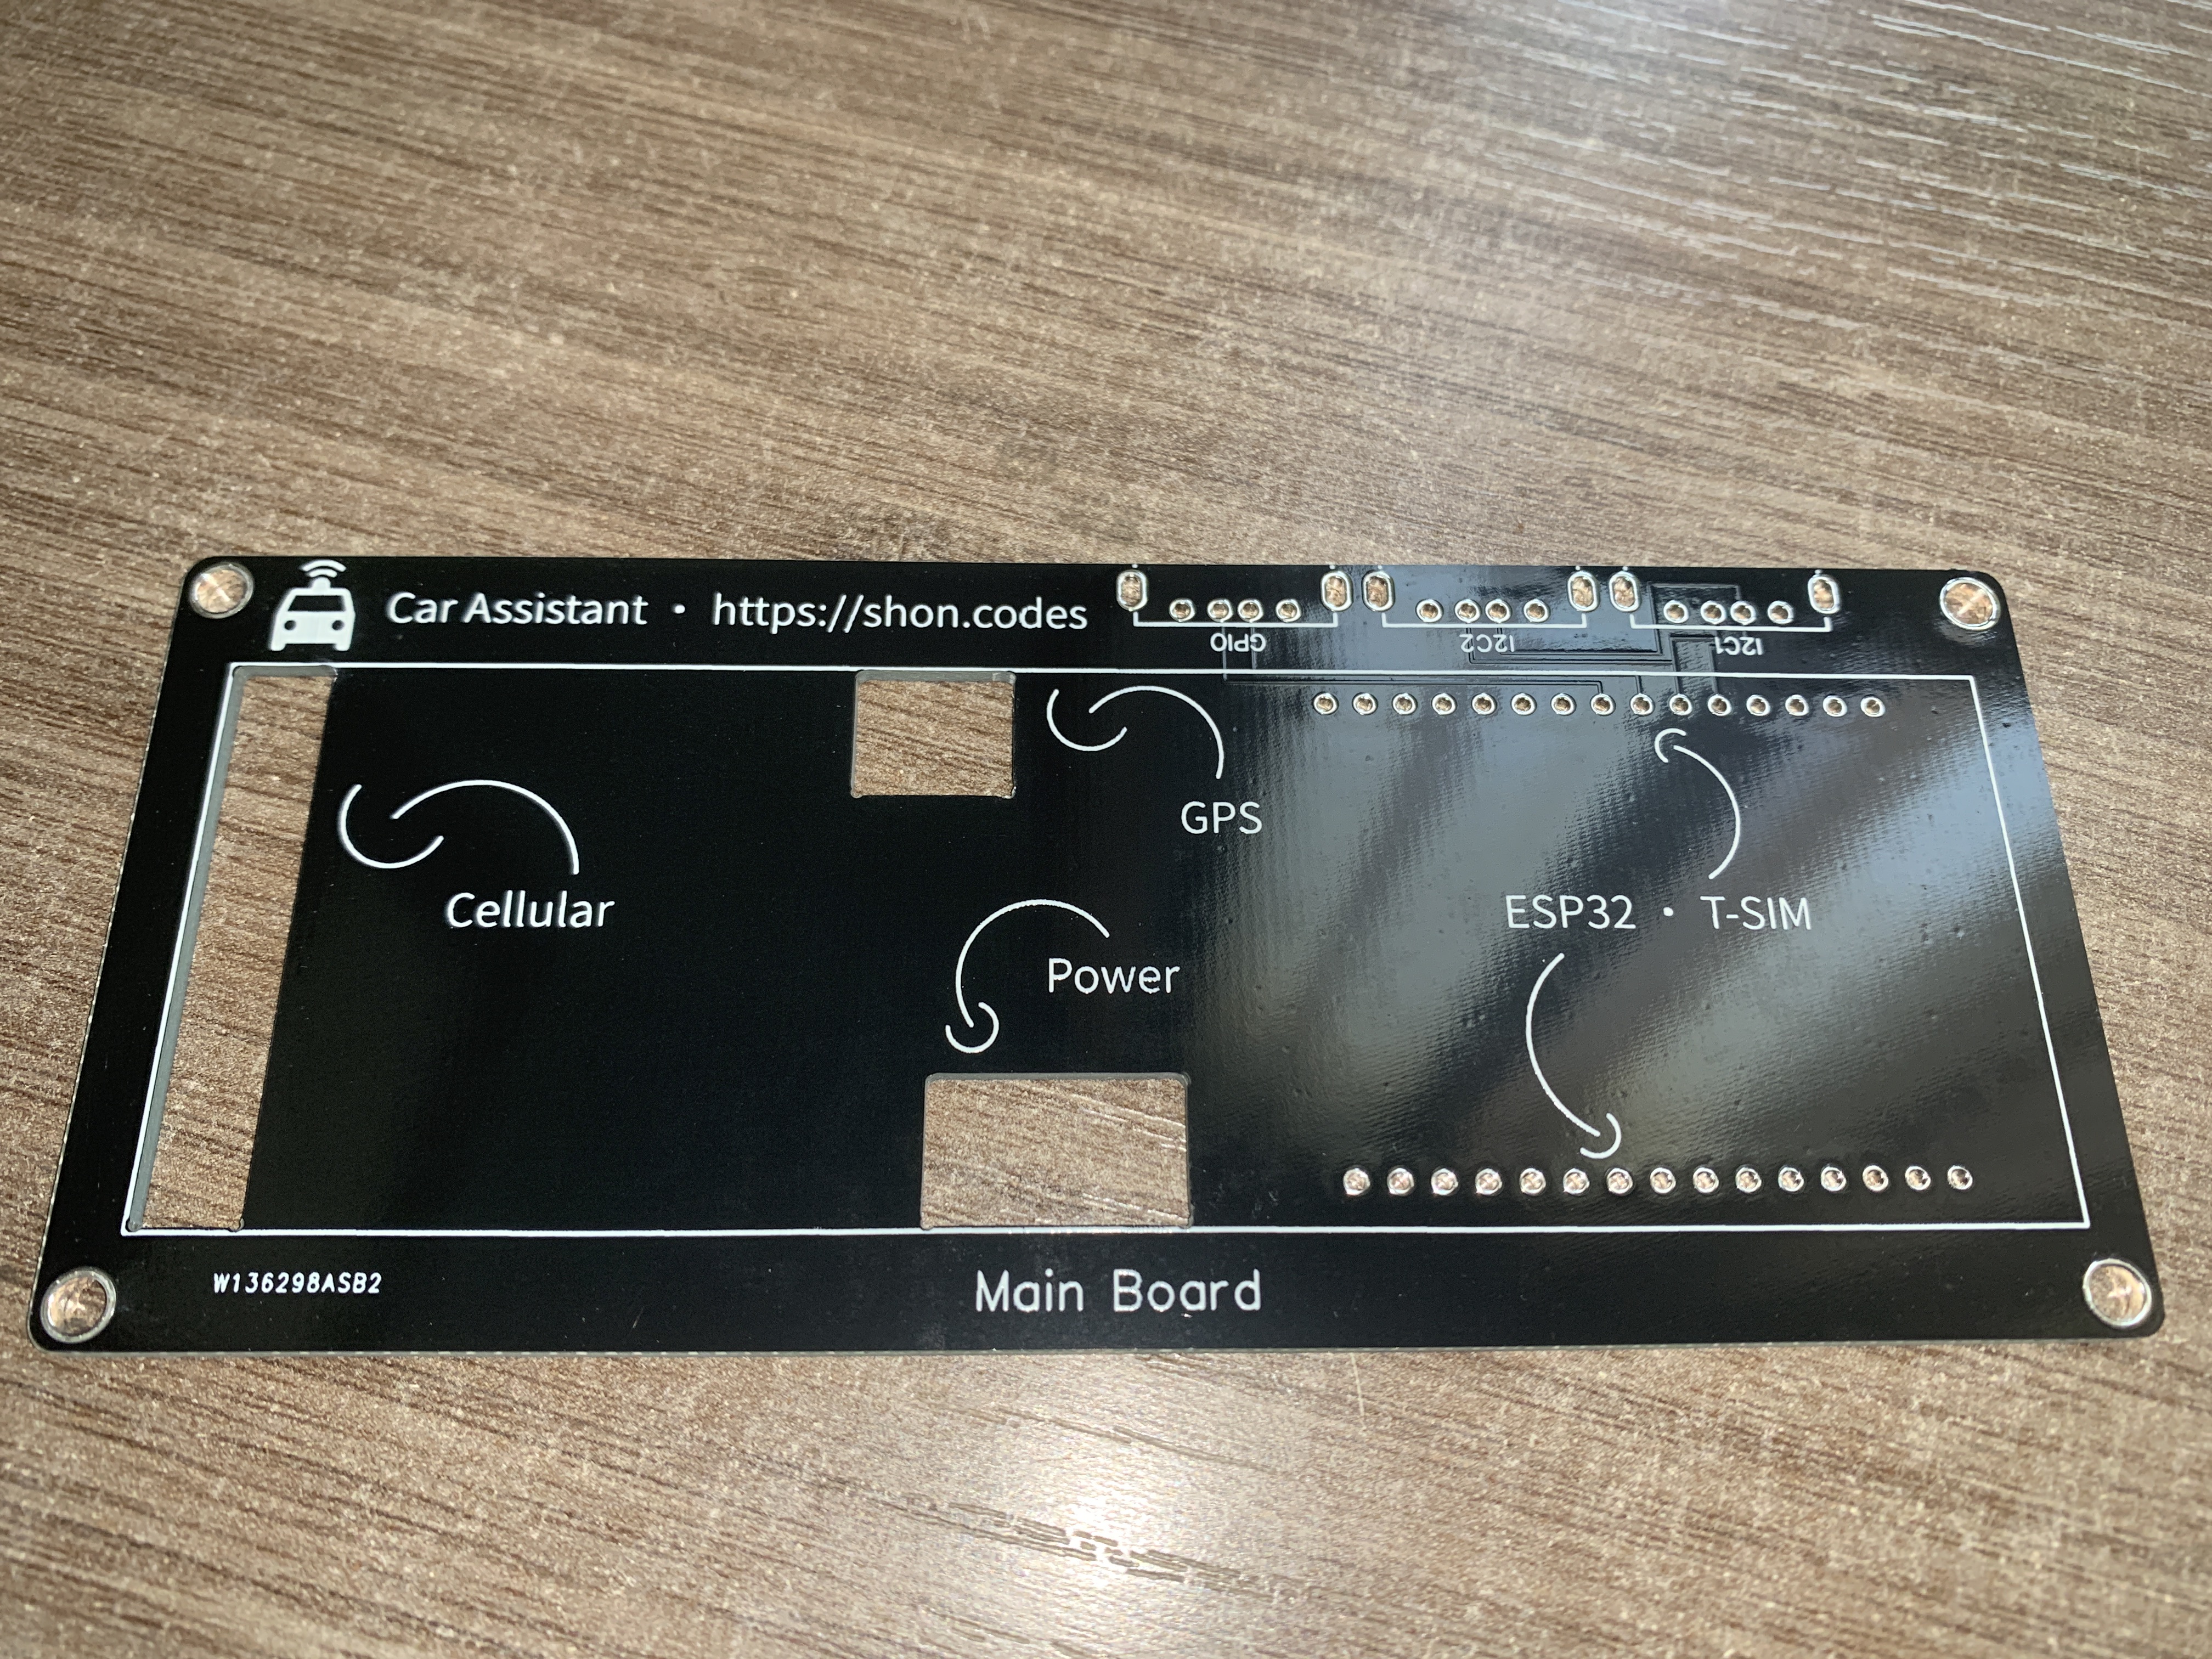 Car Assistant • https://shon.codes
GPIO
I2C2
I2C1
GPS
Cellular
ESP32 • T-SIM
Power
W136298ASB2
Main Board